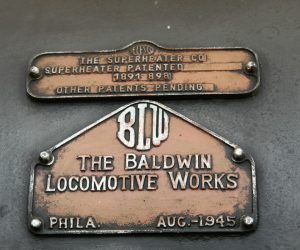 THE SUPERHEATER CO.
SUPERHEATER PATENTED
OTHER PATENTS PENDING
BLW
THE BALDWIN
LOCOMOTIVE WORKS
PHILA. AUG.-1945